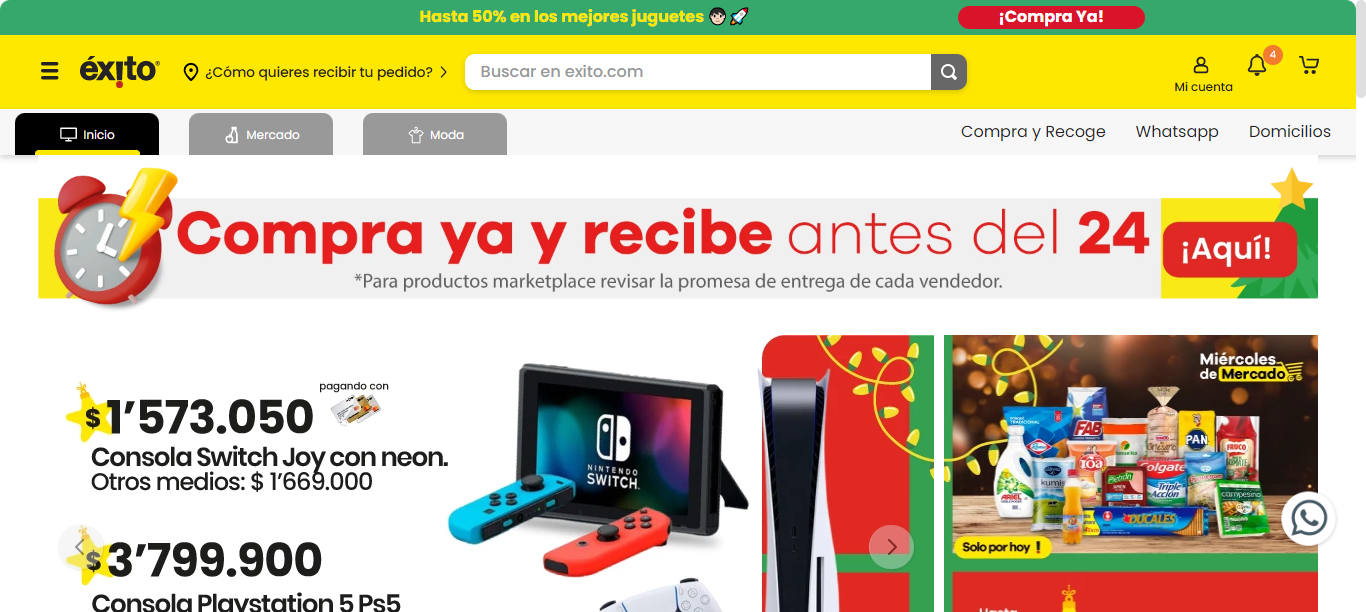 Hasta 50% en los mejores juguetes
¡Compra Ya!
éxito
¿Cómo quieres recibir tu pedido?
Buscar en exito.com
4
Mi cuenta
Inicio
Mercado
Moda
Compra y Recoge
Whatsapp
Domicilios
Compra ya y recibe antes del 24
¡Aquí!
*Para productos marketplace revisar la promesa de entrega de cada vendedor.
pagando con
$1’573.050
Consola Switch Joy con neon.
Otros medios: $ 1’669.000
NINTENDO
SWITCH
$3’799.900
Consola Playstation 5 Ps5
Miércoles
de Mercado
FAB
PAN
FRUCO
Colgate
Triple
Acción
kumis
ARIEL
DUCALES
campesino
Solo por hoy !
Hasta